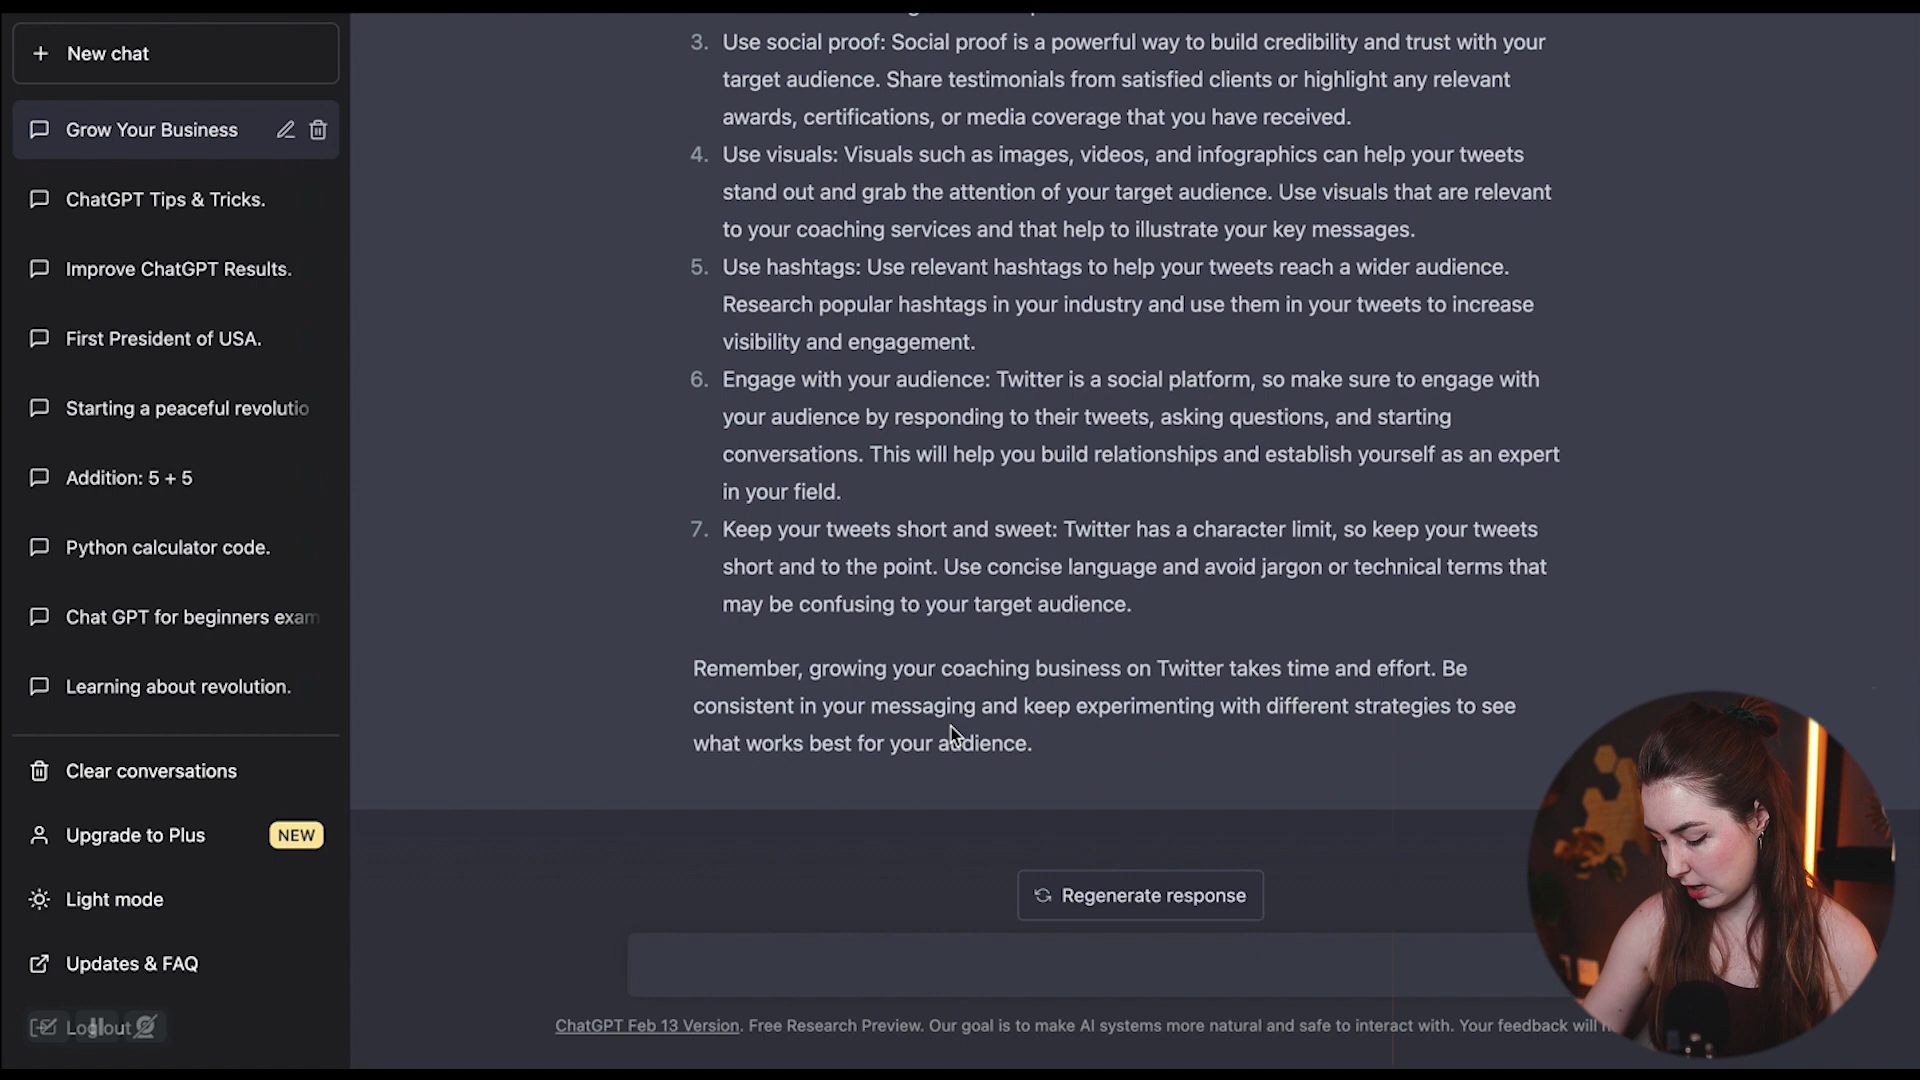 New chat
Grow Your Business
ChatGPT Tips & Tricks.
Improve ChatGPT Results.
First President of USA.
Starting a peaceful revolutio
Addition: 5 + 5
Python calculator code.
Chat GPT for beginners exam
Learning about revolution.
Clear conversations
Upgrade to Plus NEW
Light mode
Updates & FAQ
Log out
3. Use social proof: Social proof is a powerful way to build credibility and trust with your
target audience. Share testimonials from satisfied clients or highlight any relevant
awards, certifications, or media coverage that you have received.
4. Use visuals: Visuals such as images, videos, and infographics can help your tweets
stand out and grab the attention of your target audience. Use visuals that are relevant
to your coaching services and that help to illustrate your key messages.
5. Use hashtags: Use relevant hashtags to help your tweets reach a wider audience.
Research popular hashtags in your industry and use them in your tweets to increase
visibility and engagement.
6. Engage with your audience: Twitter is a social platform, so make sure to engage with
your audience by responding to their tweets, asking questions, and starting
conversations. This will help you build relationships and establish yourself as an expert
in your field.
7. Keep your tweets short and sweet: Twitter has a character limit, so keep your tweets
short and to the point. Use concise language and avoid jargon or technical terms that
may be confusing to your target audience.
Remember, growing your coaching business on Twitter takes time and effort. Be
consistent in your messaging and keep experimenting with different strategies to see
what works best for your audience.
Regenerate response
ChatGPT Feb 13 Version. Free Research Preview. Our goal is to make AI systems more natural and safe to interact with. Your feedback will